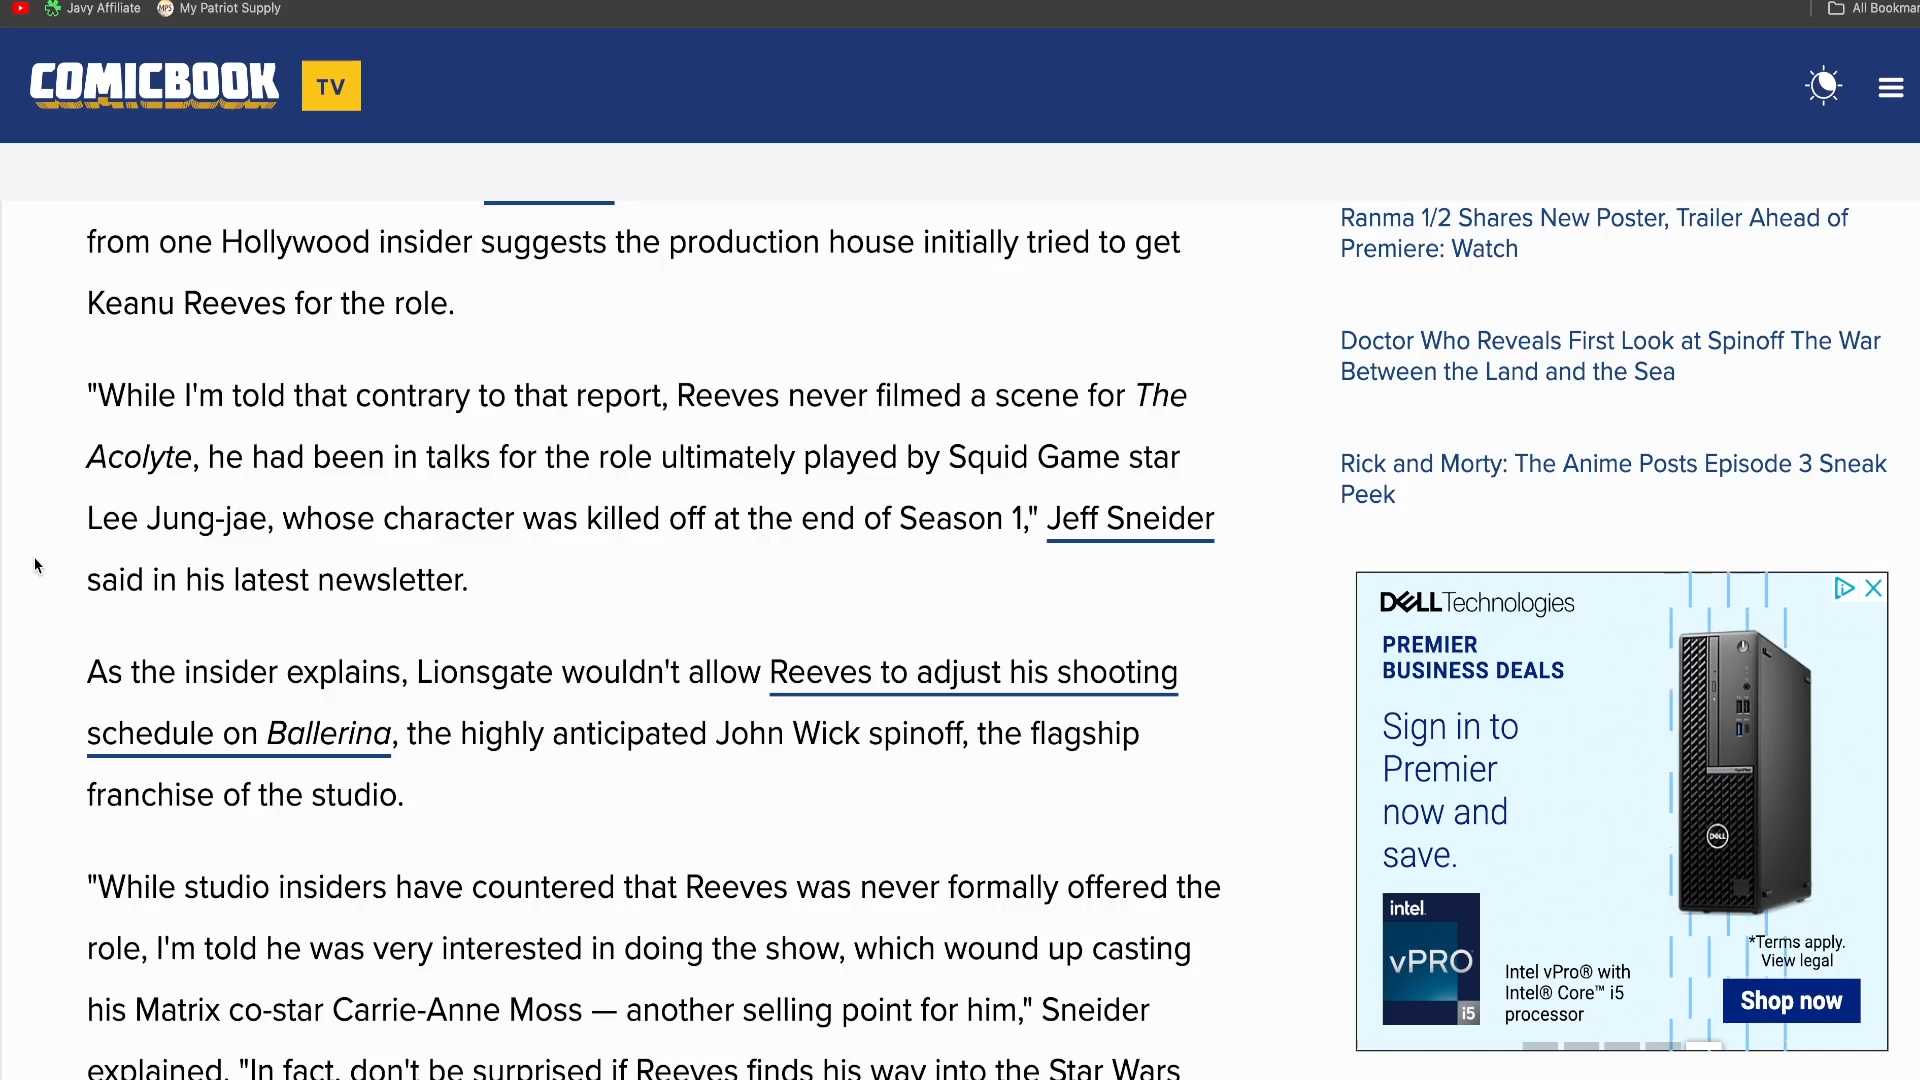 Javy Affiliate
My Patriot Supply
All Bookmar
COMICBOOK
TV
from one Hollywood insider suggests the production house initially tried to get
Keanu Reeves for the role.
"While I'm told that contrary to that report, Reeves never filmed a scene for The
Acolyte, he had been in talks for the role ultimately played by Squid Game star
Lee Jung-jae, whose character was killed off at the end of Season 1," Jeff Sneider
said in his latest newsletter.
As the insider explains, Lionsgate wouldn't allow Reeves to adjust his shooting
schedule on Ballerina, the highly anticipated John Wick spinoff, the flagship
franchise of the studio.
"While studio insiders have countered that Reeves was never formally offered the
role, I'm told he was very interested in doing the show, which wound up casting
his Matrix co-star Carrie-Anne Moss — another selling point for him," Sneider
explained. "In fact, don't be surprised if Reeves finds his way into the Star Wars
Ranma 1/2 Shares New Poster, Trailer Ahead of
Premiere: Watch
Doctor Who Reveals First Look at Spinoff The War
Between the Land and the Sea
Rick and Morty: The Anime Posts Episode 3 Sneak
Peek
DELL Technologies
PREMIER
BUSINESS DEALS
Sign in to
Premier
now and
save.
DELL
intel
vPRO
i5
Intel vPro® with
Intel® Core™ i5
processor
*Terms apply.
View legal
Shop now